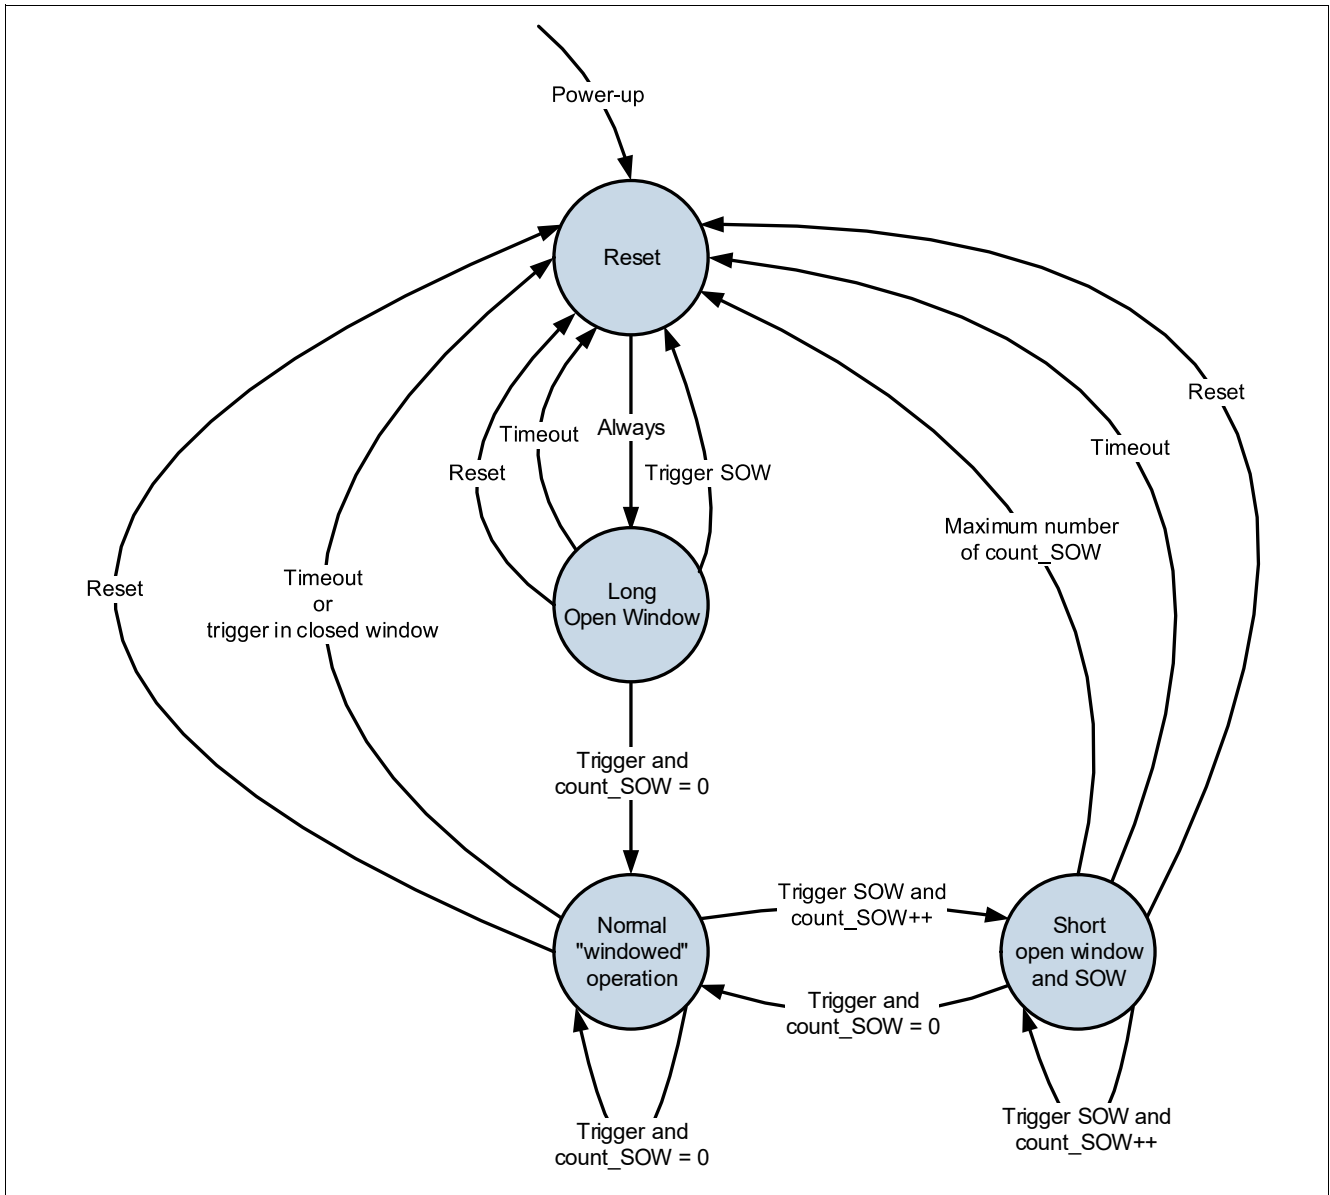 Power-up
Reset
Reset
Timeout
Always
Timeout
Reset
Trigger SOW
Maximum number
of count_SOW
Reset
Timeout
or
trigger in closed window
Long
Open Window
Trigger and
count_SOW = 0
Trigger SOW and
count_SOW++
Normal
"windowed"
operation
Short
open window
and SOW
Trigger and
count_SOW = 0
Trigger and
count_SOW = 0
Trigger SOW and
count_SOW++